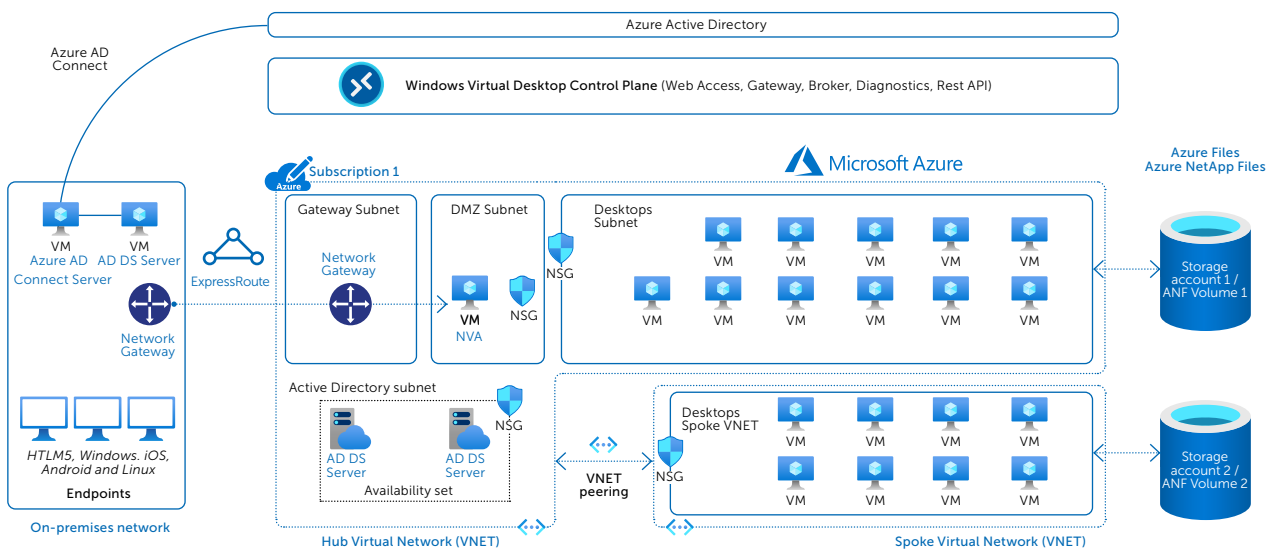 Azure Active Directory
Azure AD
Connect
Windows Virtual Desktop Control Plane (Web Access, Gateway, Broker, Diagnostics, Rest API)
Azure
Subscription 1
Microsoft Azure
Azure Files
Azure NetApp Files
VM
Azure AD
Connect Server
VM
AD DS Server
Network
Gateway
HTLM5, Windows. iOS,
Android and Linux
Endpoints
On-premises network
ExpressRoute
Gateway Subnet
Network
Gateway
DMZ Subnet
VM
NVA
NSG
NSG
Desktops
Subnet
VM
VM
VM
VM
VM
VM
VM
VM
VM
VM
VM
Storage
account 1 /
ANF Volume 1
Active Directory subnet
NSG
AD DS
Server
AD DS
Server
Availability set
Hub Virtual Network (VNET)
VNET
peering
NSG
Desktops
Spoke VNET
VM
VM
VM
VM
VM
VM
VM
VM
Spoke Virtual Network (VNET)
Storage
account 2 /
ANF Volume 2